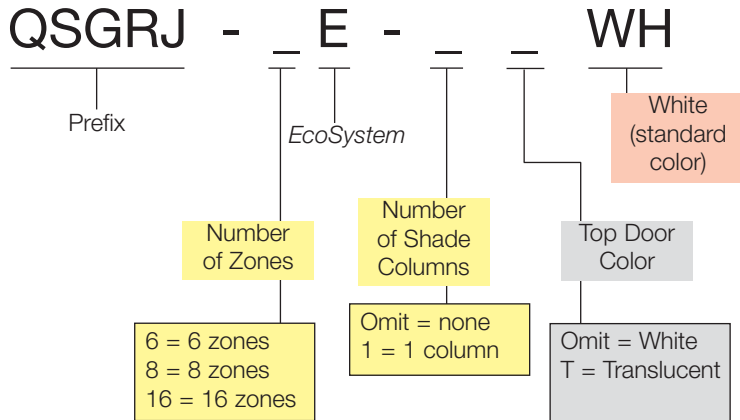 QSGRJ - _ E - _ _ WH
Prefix
EcoSystem
White
(standard
color)
Number
of Zones
Number
of Shade
Columns
Top Door
Color
6 = 6 zones
8 = 8 zones
16 = 16 zones
Omit = none
1 = 1 column
Omit = White
T = Translucent